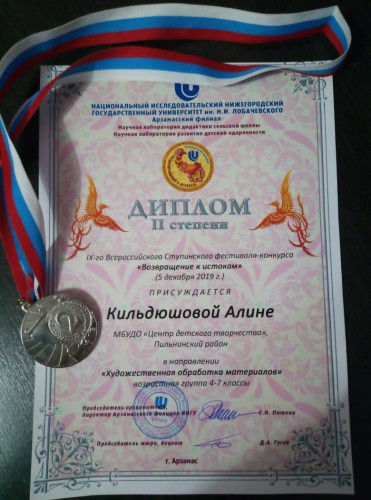 НАЦИОНАЛЬНЫЙ ИССЛЕДОВАТЕЛЬСКИЙ НИЖЕГОРОДСКИЙ
ГОСУДАРСТВЕННЫЙ УНИВЕРСИТЕТ им. Н.И. ЛОБАЧЕВСКОГО
Арзамасский филиал
Научная лаборатория дидактики сельской школы
Научная лаборатория развития детской одаренности
ДИПЛОМ
II степени
IX-го Всероссийского Ступинского фестиваля-конкурса
«Возвращение к истокам»
(5 декабря 2019 г.)
ПРИСУЖДАЕТСЯ
Кильдюшовой Алине
МБУДО «Центр детского творчества»,
Пильнинский район
в направлении
«Художественная обработка материалов»
возрастная группа 4-7 классы
Председатель оргкомитета,
директор Арзамасского филиала ННГУ
С.Н. Пяткин
Председатель жюри, доцент
Д.А. Гусев
г. Арзамас
2